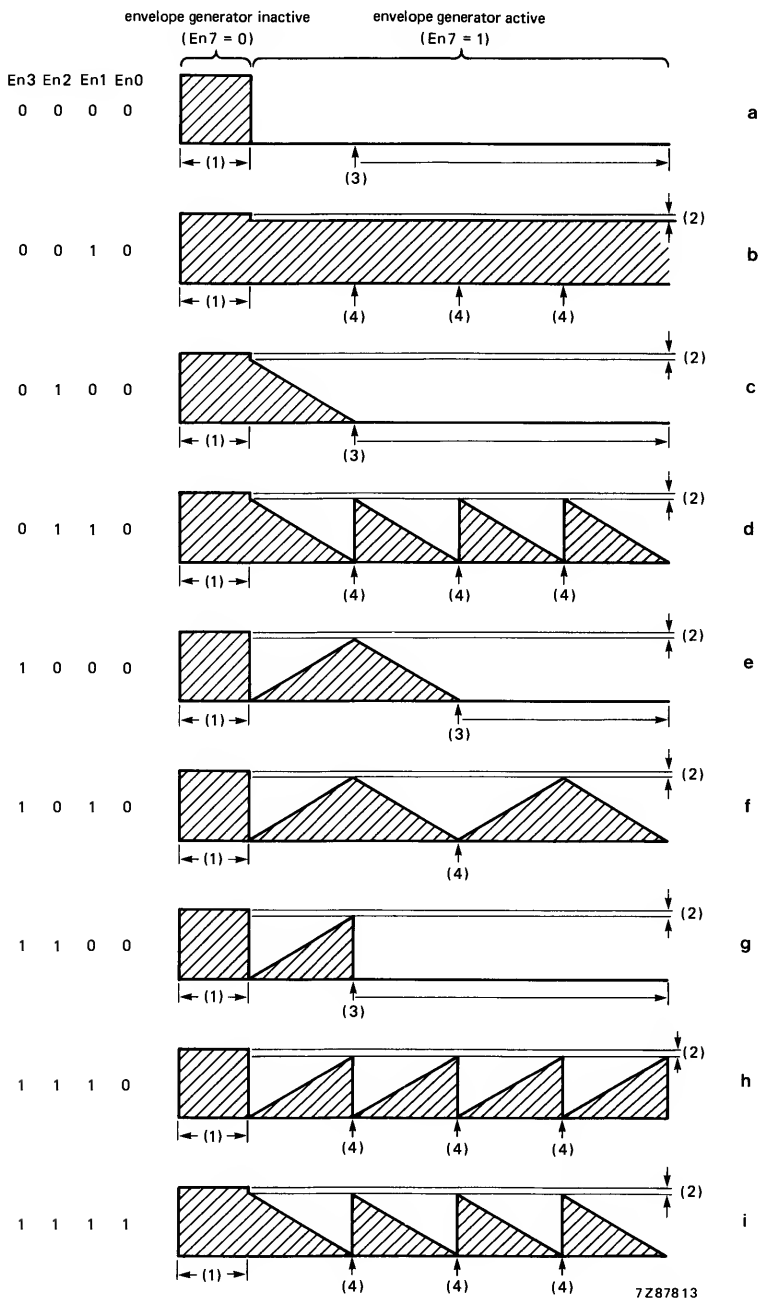 envelope generator inactive
(En7 = 0)
envelope generator active
(En7 = 1)
En3 En2 En1 En0
0 0 0 0
(1)
(3)
a
0 0 1 0
(1)
(4) (4) (4)
(2)
b
0 1 0 0
(1)
(3)
(2)
c
0 1 1 0
(1)
(4) (4) (4)
(2)
d
1 0 0 0
(1)
(3)
(2)
e
1 0 1 0
(1)
(4)
(2)
f
1 1 0 0
(1)
(3)
(2)
g
1 1 1 0
(1)
(4) (4) (4)
(2)
h
1 1 1 1
(1)
(4) (4) (4)
(2)
i
7Z87813